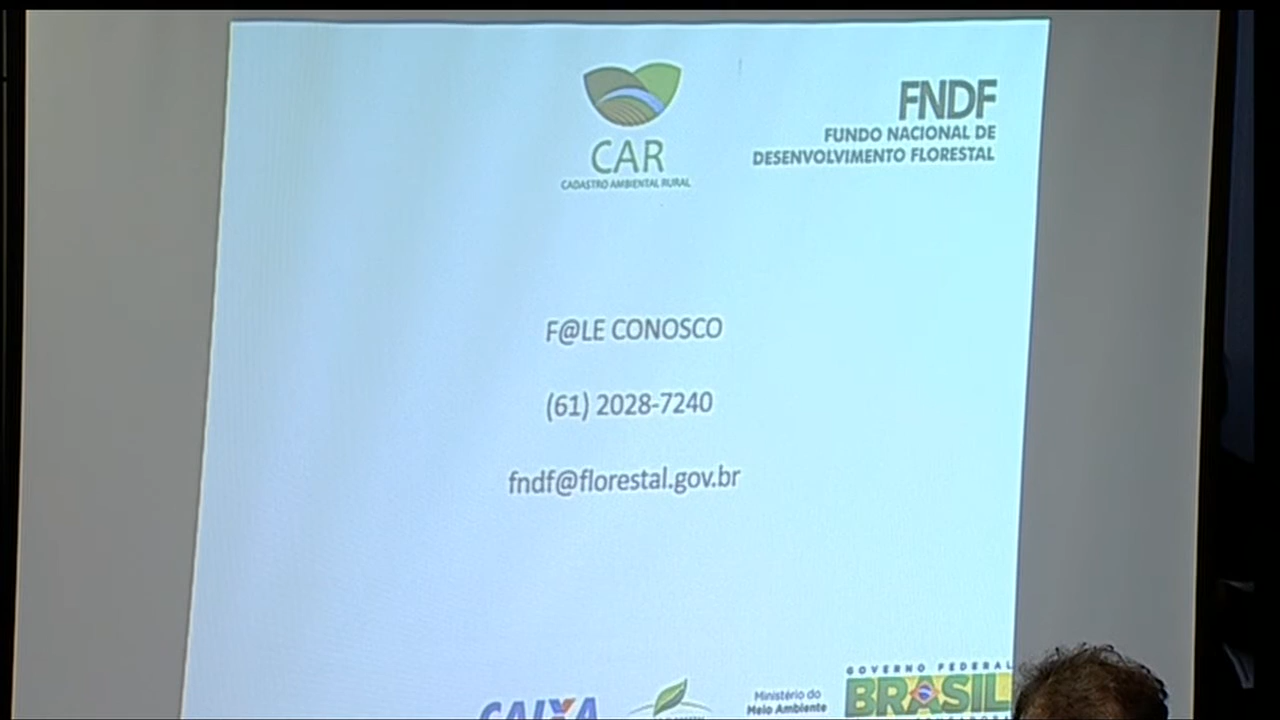 CAR
CADASTRO AMBIENTAL RURAL
FNDF
FUNDO NACIONAL DE
DESENVOLVIMENTO FLORESTAL
F@LE CONOSCO
(61) 2028-7240
fndf@florestal.gov.br
CAIXA
Ministério do
Meio Ambiente
GOVERNO FEDERAL
BRASIL